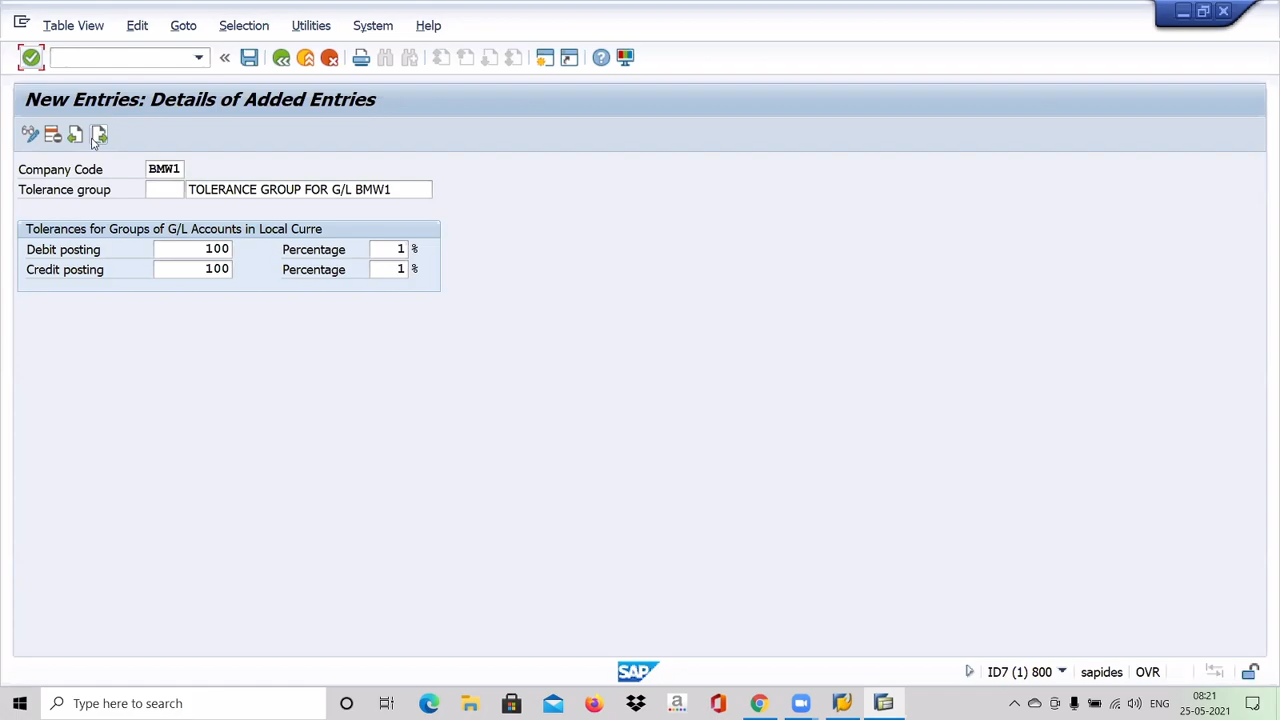 Table View Edit Goto Selection Utilities System Help
New Entries: Details of Added Entries
Company Code BMW1
Tolerance group TOLERANCE GROUP FOR G/L BMW1
Tolerances for Groups of G/L Accounts in Local Curre
Debit posting 100 Percentage 1 %
Credit posting 100 Percentage 1 %
SAP ID7 (1) 800 sapides OVR
Type here to search ENG 08:21
25-05-2021